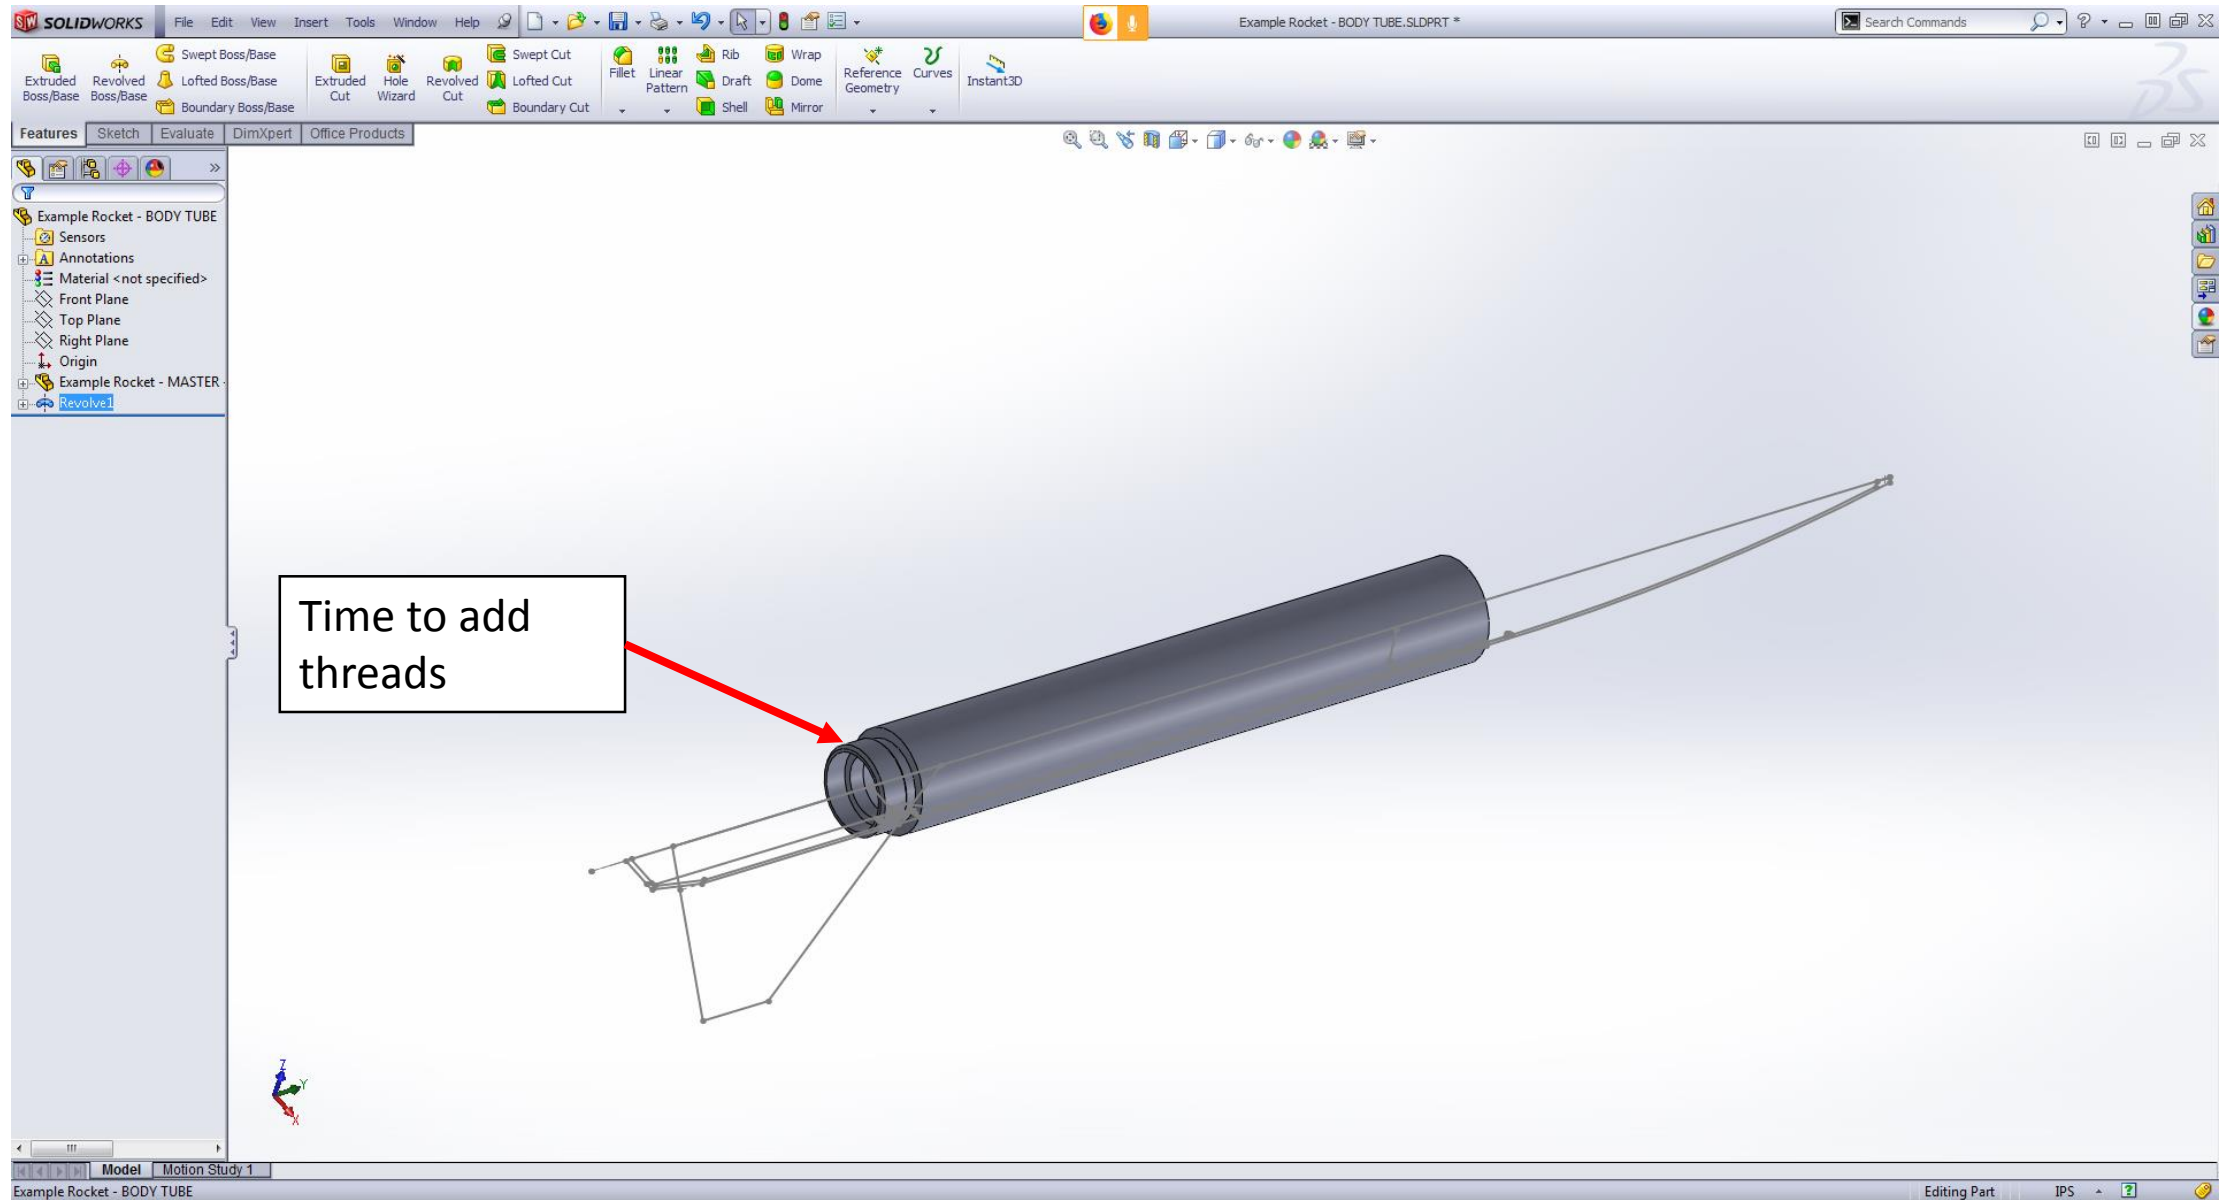 SOLIDWORKS File Edit View Insert Tools Window Help Example Rocket - BODY TUBE.SLDPRT * Search Commands
Swept Boss/Base Swept Cut Rib Wrap
Extruded Boss/Base Revolved Boss/Base Lofted Boss/Base Extruded Cut Hole Wizard Revolved Cut Lofted Cut Fillet Linear Pattern Draft Dome Reference Geometry Curves Instant3D
Boundary Boss/Base Boundary Cut Shell Mirror
Features Sketch Evaluate DimXpert Office Products
Example Rocket - BODY TUBE
Sensors
Annotations
Material <not specified>
Front Plane
Top Plane
Right Plane
Origin
Example Rocket - MASTER -
Revolve1
Time to add
threads
Z
Y
X
Model Motion Study 1
Example Rocket - BODY TUBE Editing Part IPS